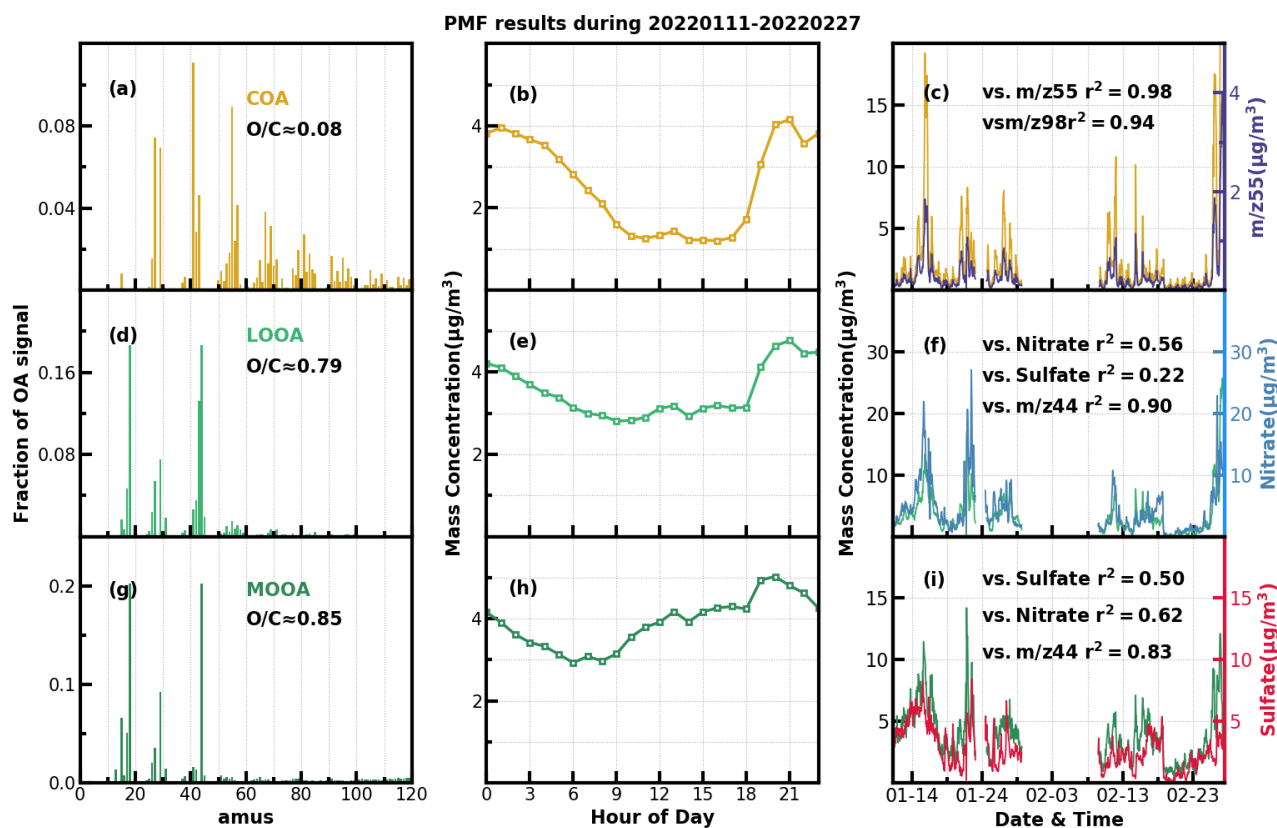 PMF results during 20220111-20220227
Fraction of OA signal
(a)
COA
O/C≈0.08
0.08
0.04
(d)
LOOA
O/C≈0.79
0.16
0.08
(g)
MOOA
O/C≈0.85
0.2
0.1
0.0
0 20 40 60 80 100 120
amus
Mass Concentration(μg/m³)
(b)
4
2
(e)
4
2
(h)
4
2
0 3 6 9 12 15 18 21
Hour of Day
Mass Concentration(μg/m³)
(c)
vs. m/z55 r² = 0.98
vsm/z98r² = 0.94
15
10
5
4
2
m/z55(μg/m³)
(f)
vs. Nitrate r² = 0.56
vs. Sulfate r² = 0.22
vs. m/z44 r² = 0.90
30
20
10
30
20
10
Nitrate(μg/m³)
(i)
vs. Sulfate r² = 0.50
vs. Nitrate r² = 0.62
vs. m/z44 r² = 0.83
15
10
5
15
10
5
Sulfate(μg/m³)
01-14 01-24 02-03 02-13 02-23
Date & Time